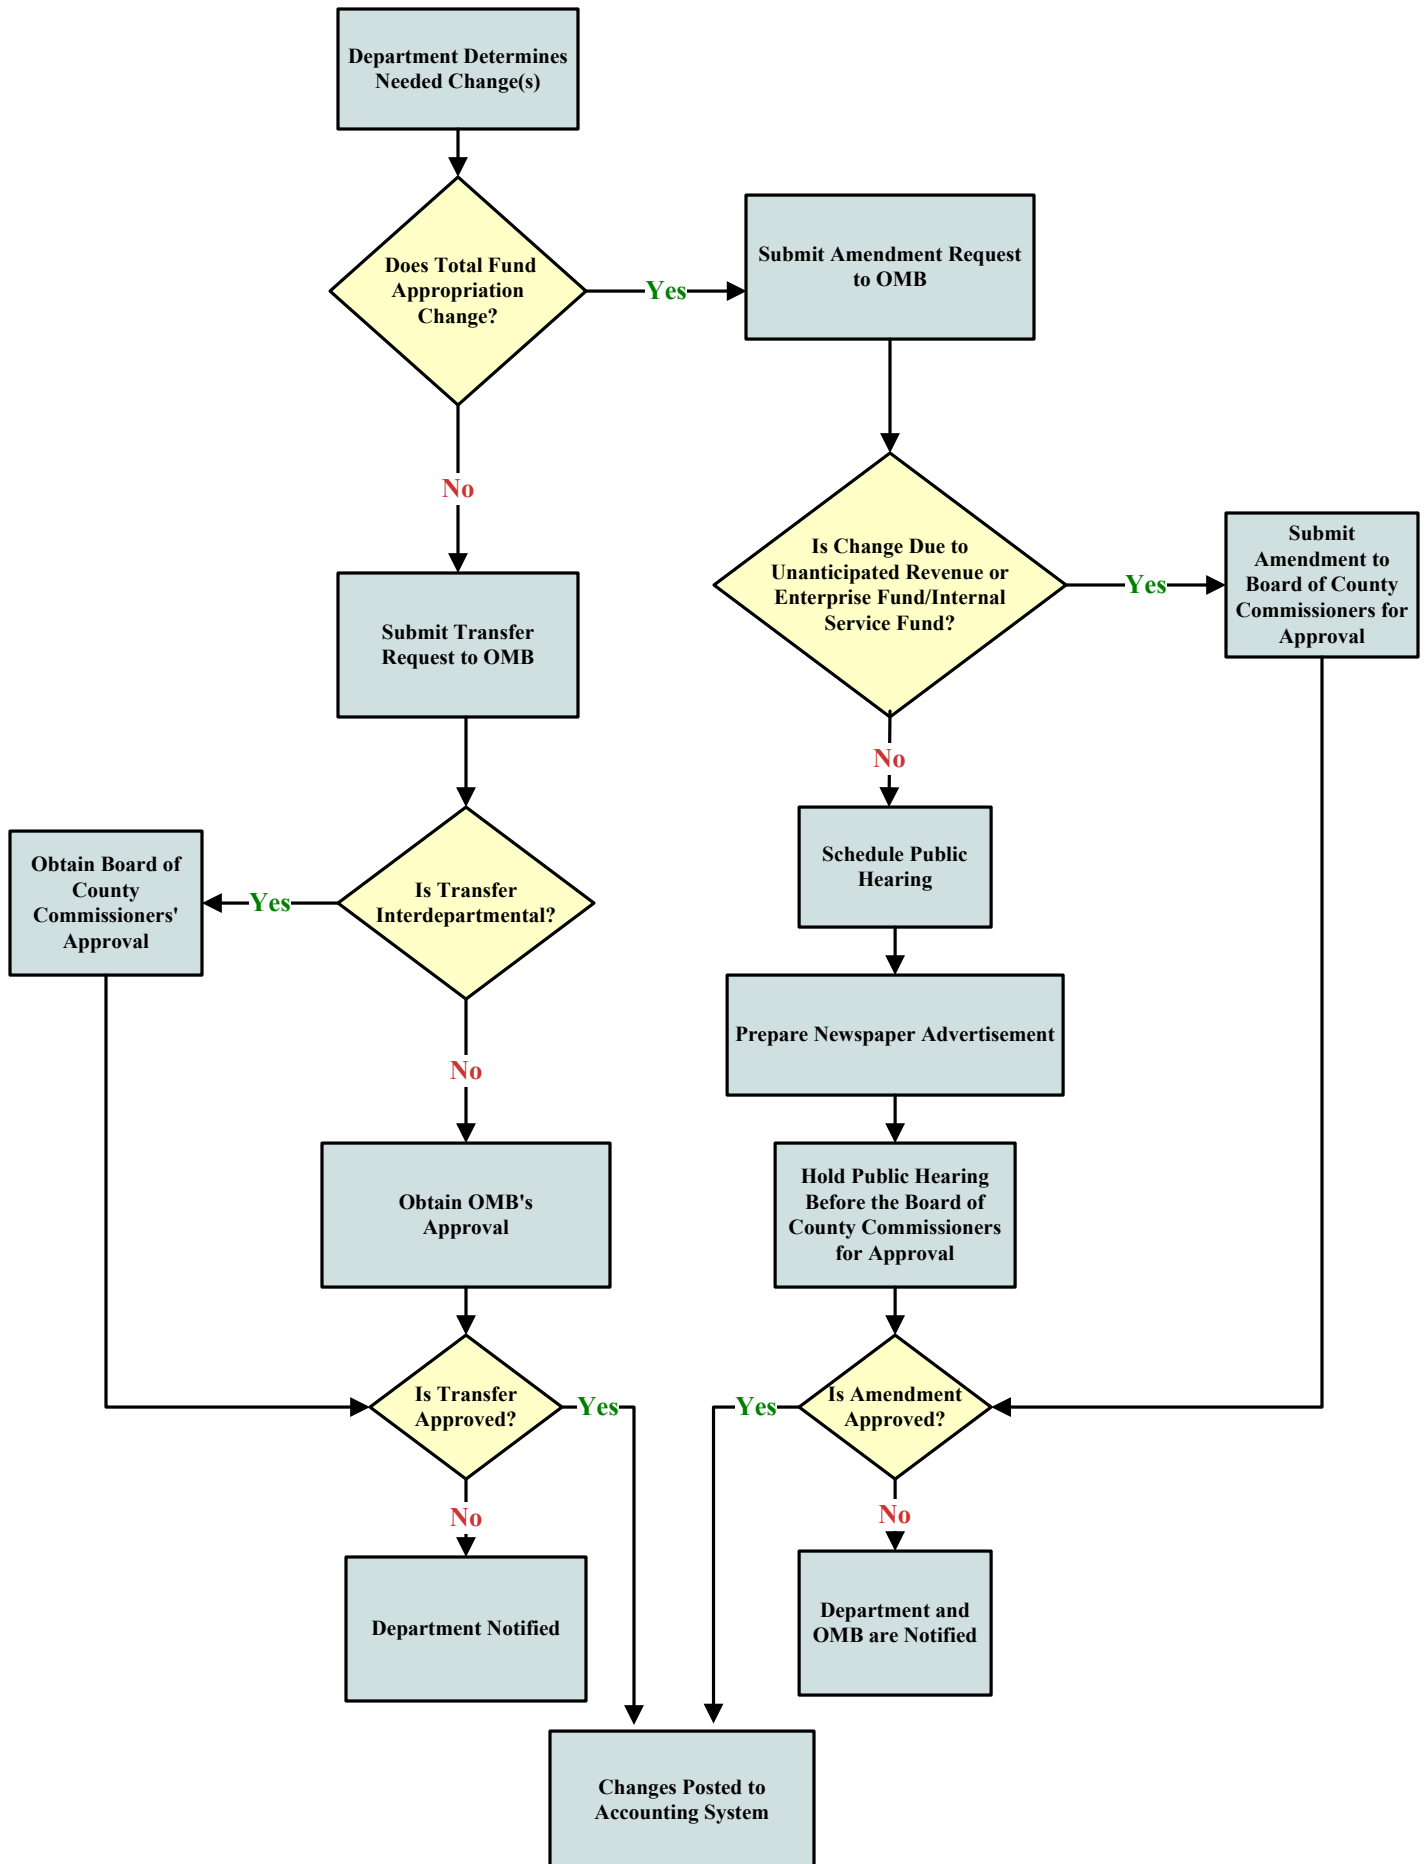 Department Determines
Needed Change(s)
Does Total Fund
Appropriation
Change?
Yes
Submit Amendment Request
to OMB
No
Is Change Due to
Unanticipated Revenue or
Enterprise Fund/Internal
Service Fund?
Yes
Submit
Amendment to
Board of County
Commissioners for
Approval
Submit Transfer
Request to OMB
No
Obtain Board of
County
Commissioners'
Approval
Yes
Is Transfer
Interdepartmental?
Schedule Public
Hearing
No
Prepare Newspaper Advertisement
Obtain OMB's
Approval
Hold Public Hearing
Before the Board of
County Commissioners
for Approval
Is Transfer
Approved?
Yes
Yes
Is Amendment
Approved?
No
No
Department Notified
Department and
OMB are Notified
Changes Posted to
Accounting System